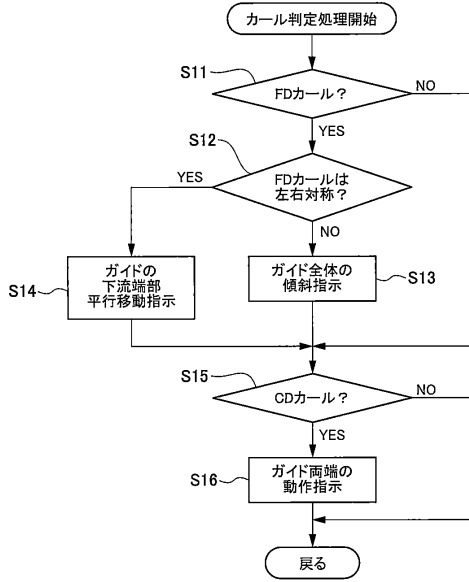 カール判定処理開始
S11
FDカール？
NO
YES
S12
FDカールは
左右対称？
YES
NO
S14
ガイドの
下流端部
平行移動指示
ガイド全体の
傾斜指示
S13
S15
CDカール？
NO
YES
S16
ガイド両端の
動作指示
戻る